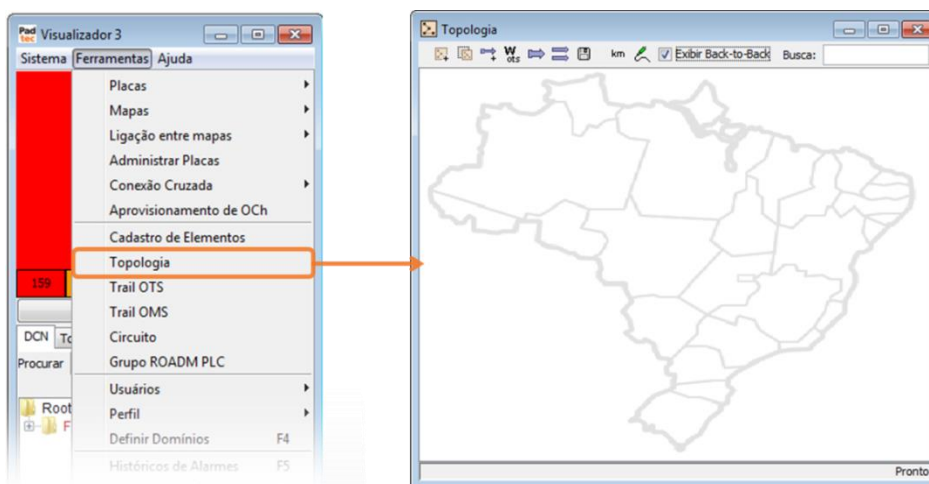 Pad tec Visualizador 3
Sistema Ferramentas Ajuda
Placas
Mapas
Ligação entre mapas
Administrar Placas
Conexão Cruzada
Aprovisionamento de OCh
Cadastro de Elementos
Topologia
Trail OTS
Trail OMS
Circuito
Grupo ROADM PLC
Usuários
Perfil
Definir Domínios F4
Históricos de Alarmes F5
159
DCN
Procurar
Root
F
Topologia
W ots km Exibir Back-to-Back Busca:
Pronto